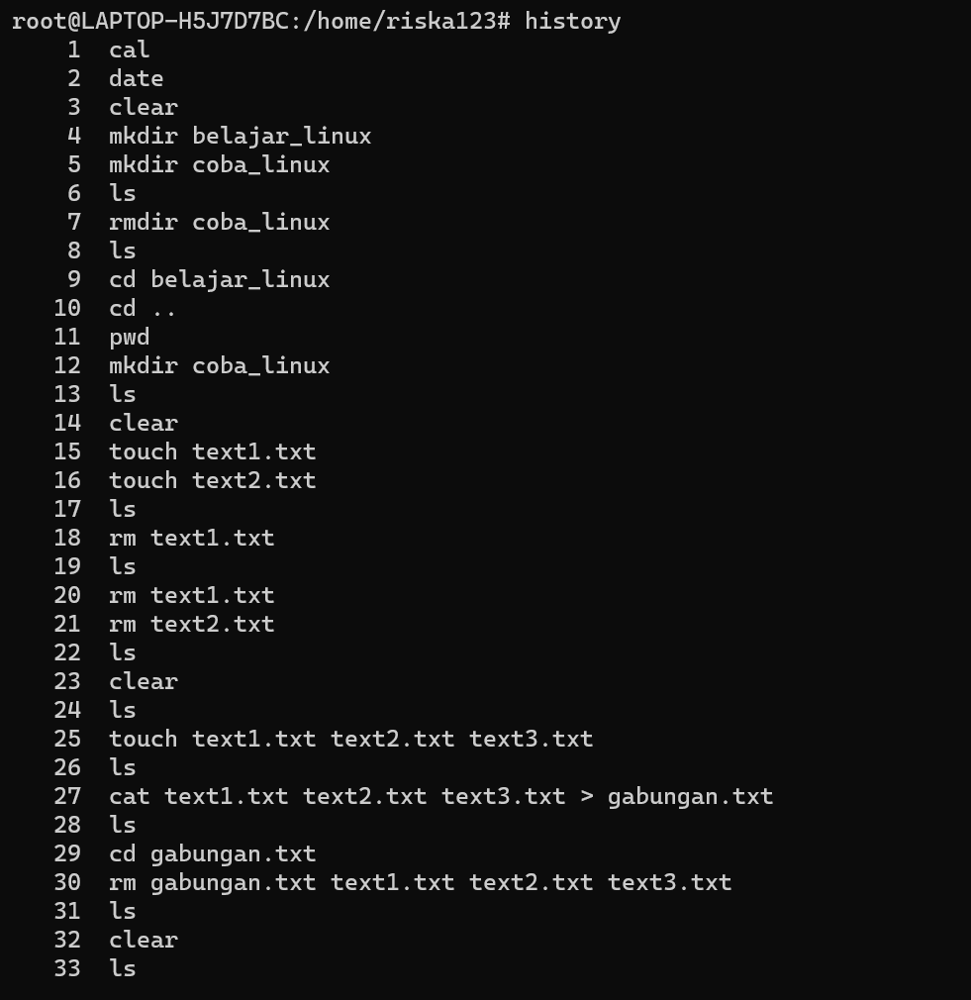 root@LAPTOP-H5J7D7BC:/home/riska123# history
1 cal
2 date
3 clear
4 mkdir belajar_linux
5 mkdir coba_linux
6 ls
7 rmdir coba_linux
8 ls
9 cd belajar_linux
10 cd ..
11 pwd
12 mkdir coba_linux
13 ls
14 clear
15 touch text1.txt
16 touch text2.txt
17 ls
18 rm text1.txt
19 ls
20 rm text1.txt
21 rm text2.txt
22 ls
23 clear
24 ls
25 touch text1.txt text2.txt text3.txt
26 ls
27 cat text1.txt text2.txt text3.txt > gabungan.txt
28 ls
29 cd gabungan.txt
30 rm gabungan.txt text1.txt text2.txt text3.txt
31 ls
32 clear
33 ls